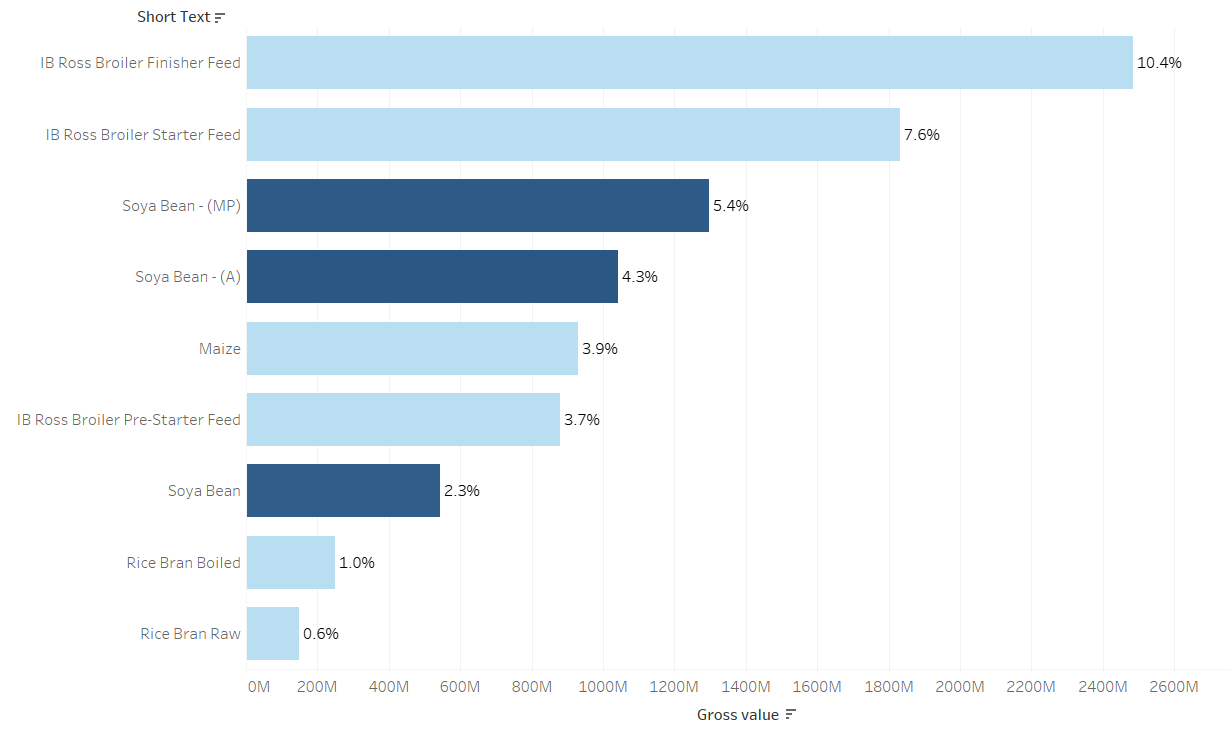 Short Text
IB Ross Broiler Finisher Feed 10.4%
IB Ross Broiler Starter Feed 7.6%
Soya Bean - (MP) 5.4%
Soya Bean - (A) 4.3%
Maize 3.9%
IB Ross Broiler Pre-Starter Feed 3.7%
Soya Bean 2.3%
Rice Bran Boiled 1.0%
Rice Bran Raw 0.6%
0M 200M 400M 600M 800M 1000M 1200M 1400M 1600M 1800M 2000M 2200M 2400M 2600M
Gross value